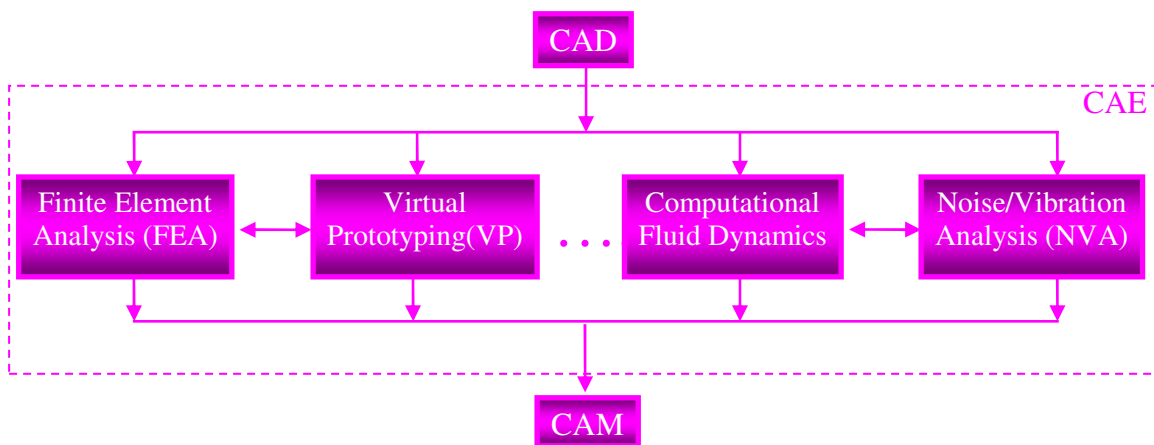 CAD
CAE
Finite Element
Analysis (FEA)
Virtual
Prototyping(VP)
. . . .
Computational
Fluid Dynamics
Noise/Vibration
Analysis (NVA)
CAM